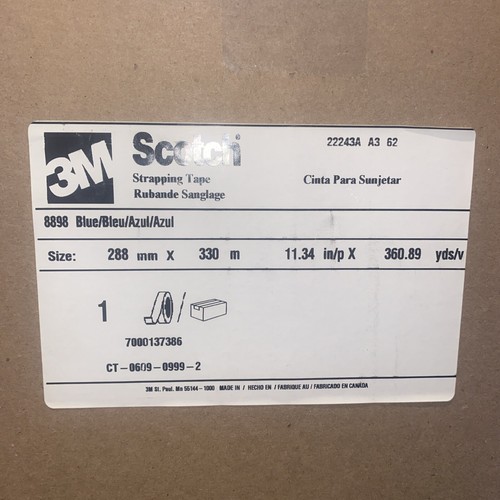 3M Scotch 22243A A3 62
Strapping Tape Cinta Para Sunjetar
Rubande Sanglage
8898 Blue/Bleu/Azul/Azul
Size: 288 mm X 330 m 11.34 in/p X 360.89 yds/v
1 /
7000137386
CT-0609-0999-2
3M St. Paul, Mn 55144-1000 MADE IN / HECHO EN / FABRIQUE AU / FABRICADO EN CANÁDA